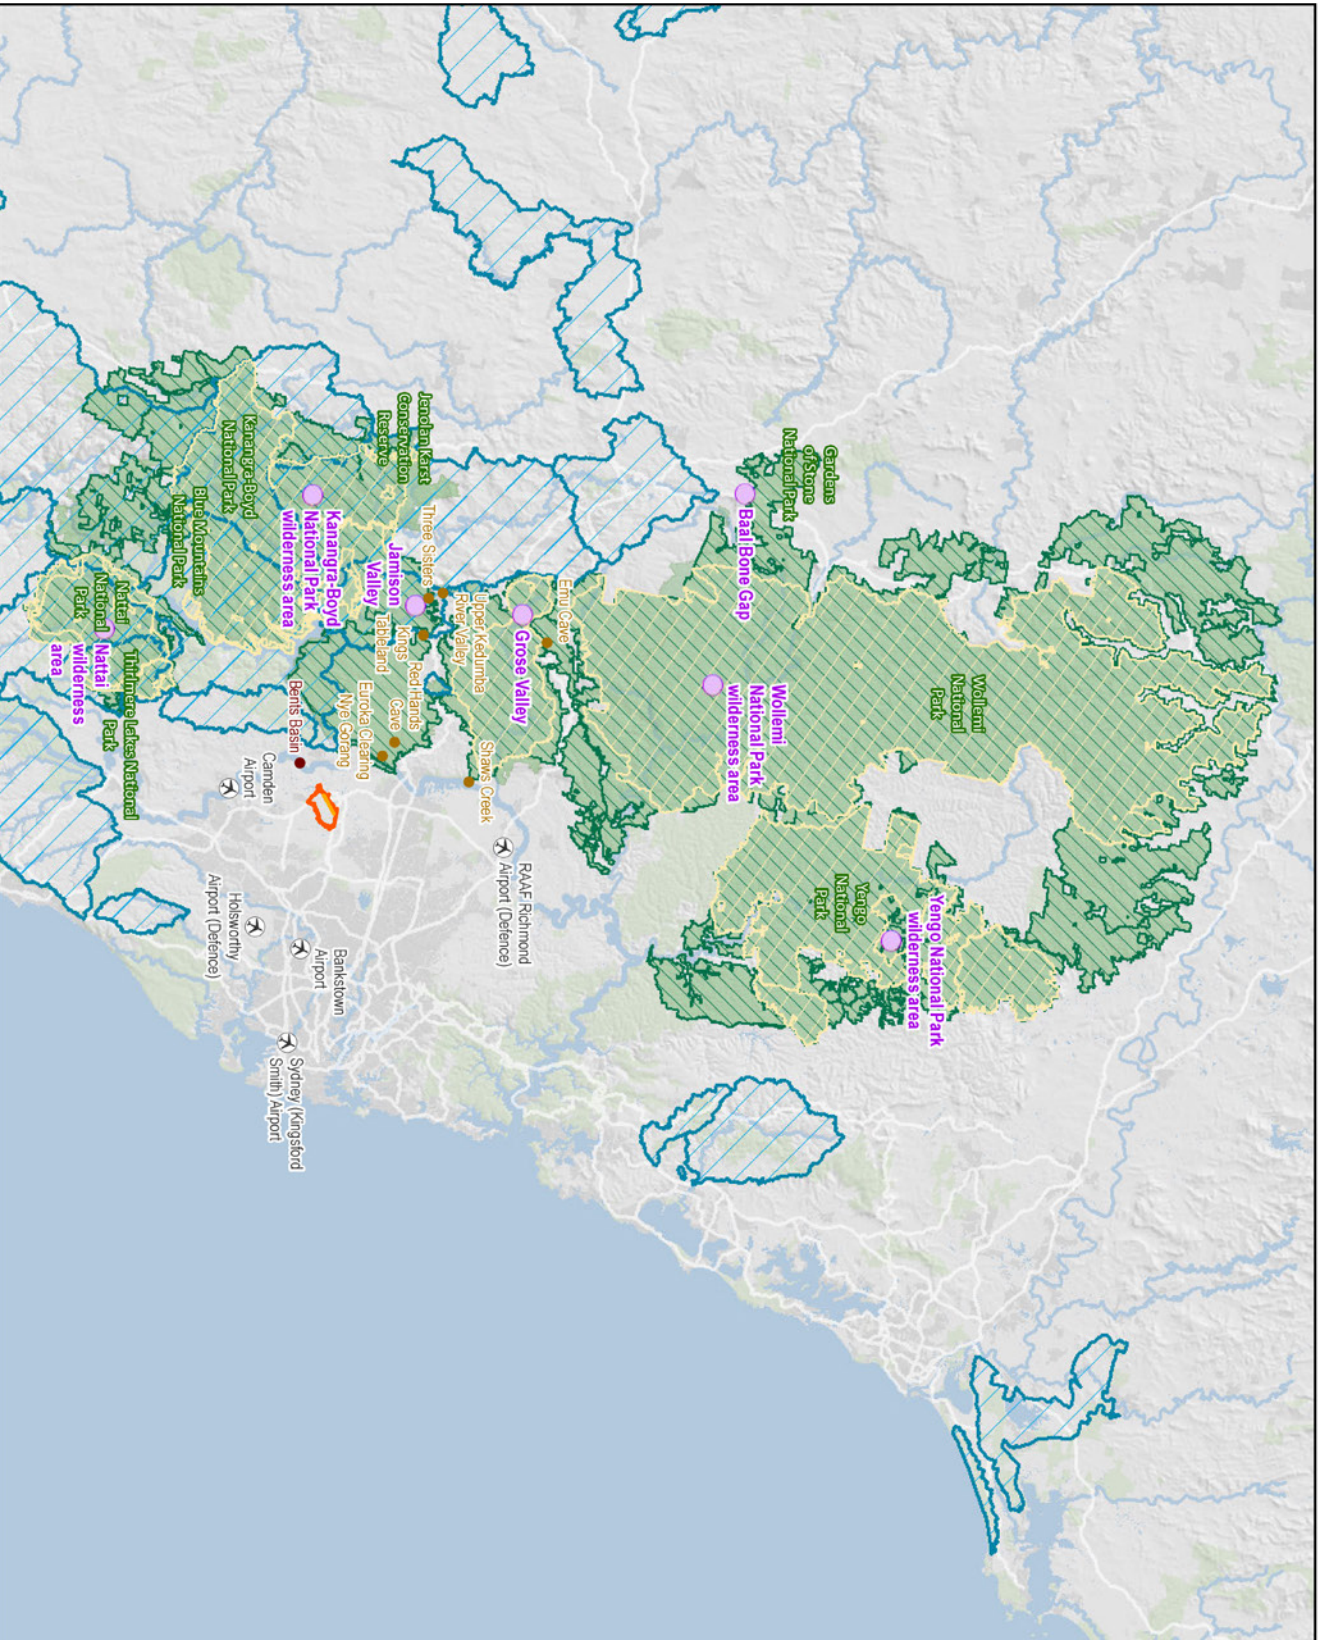 Gardens
of Stone
National Park
Baal Bone Gap
Wollemi
National
Park
Wollemi
National Park
wilderness area
Yengo National Park
wilderness area
Yengo
National
Park
Jenolan Karst
Conservation
Reserve
Three Sisters
Emu Cave
Grose Valley
Upper Kedumba
River Valley
Jamison
Valley
Kings
Tableland
Red Hands
Cave
Euroka Clearing
Nye Gorang
Shaws Creek
Kanangra-Boyd
National Park
Kanangra-Boyd
National Park
wilderness area
Blue Mountains
National Park
Nattai
National
Park
Nattai
wilderness
area
Thirlmere Lakes National
Park
Bents Basin
Camden
Airport
RAAF Richmond
Airport (Defence)
Holsworthy
Airport (Defence)
Bankstown
Airport
Sydney (Kingsford
Smith) Airport